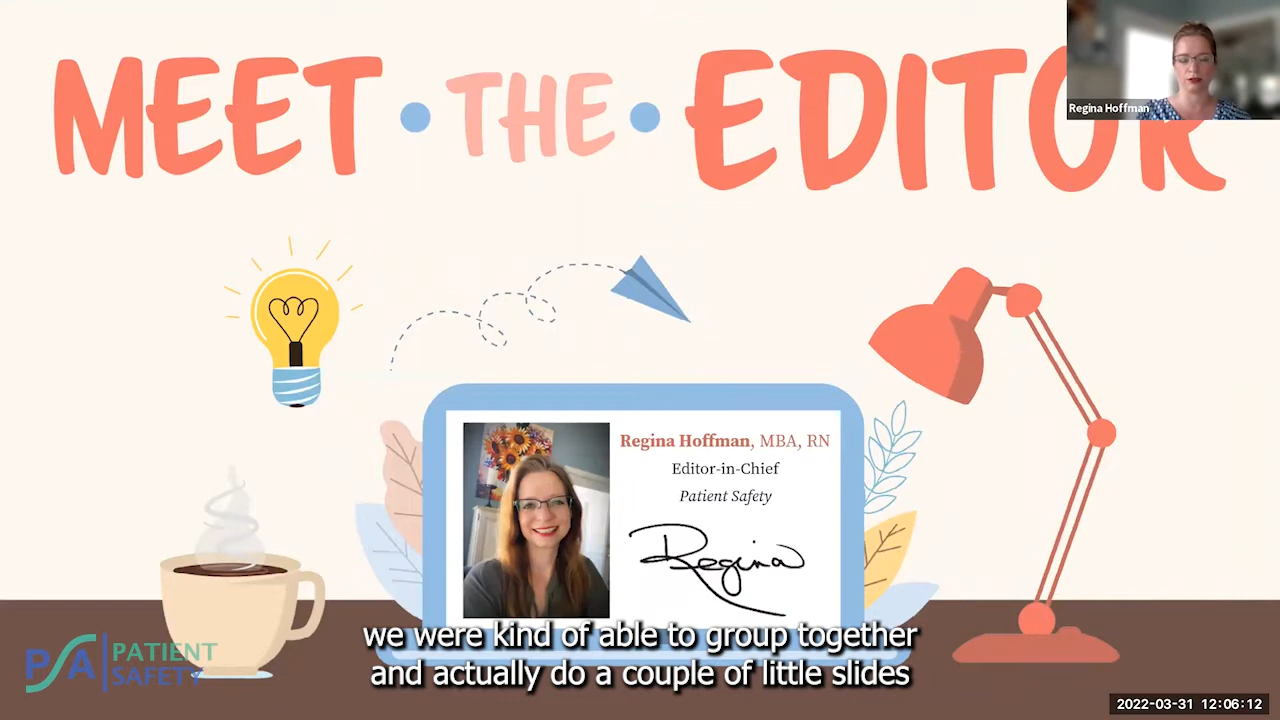 MEET • THE • EDITOR
Regina Hoffman
Regina Hoffman, MBA, RN
Editor-in-Chief
Patient Safety
Regina
we were kind of able to group together
and actually do a couple of little slides
PSA PATIENT
SAFETY
2022-03-31 12:06:12